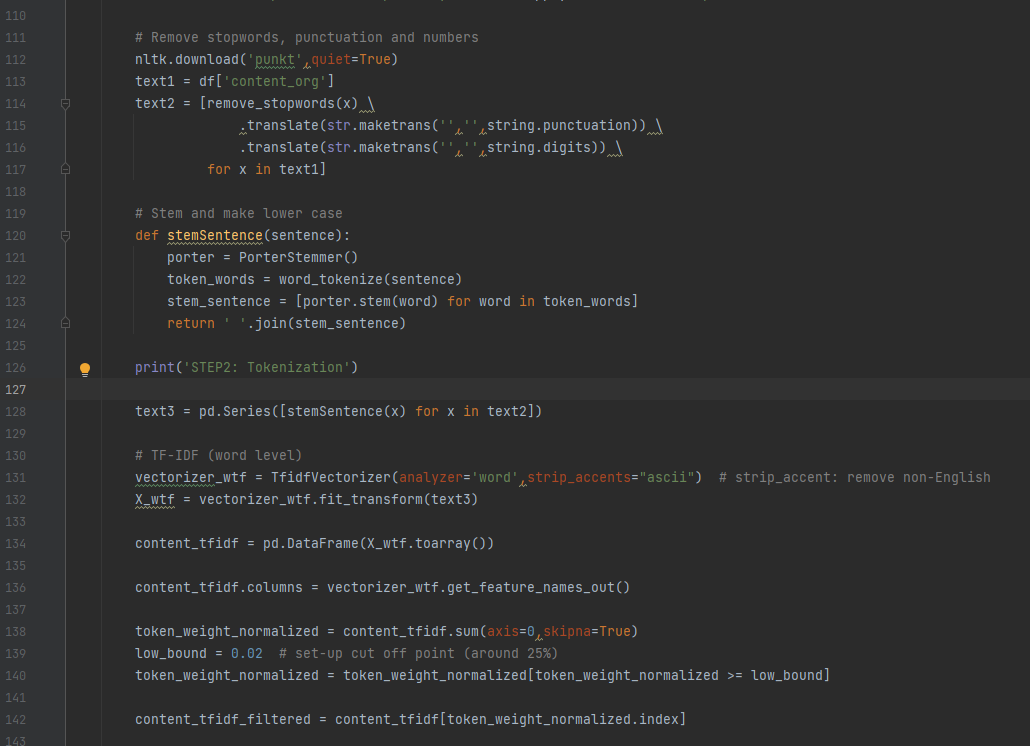 110
111 # Remove stopwords, punctuation and numbers
112 nltk.download('punkt',quiet=True)
113 text1 = df['content_org']
114 text2 = [remove_stopwords(x) \
115 .translate(str.maketrans('','',string.punctuation)) \
116 .translate(str.maketrans('','',string.digits)) \
117 for x in text1]
118
119 # Stem and make lower case
120 def stemSentence(sentence):
121 porter = PorterStemmer()
122 token_words = word_tokenize(sentence)
123 stem_sentence = [porter.stem(word) for word in token_words]
124 return ' '.join(stem_sentence)
125
126 print('STEP2: Tokenization')
127
128 text3 = pd.Series([stemSentence(x) for x in text2])
129
130 # TF-IDF (word level)
131 vectorizer_wtf = TfidfVectorizer(analyzer='word',strip_accents="ascii")  # strip_accent: remove non-English
132 X_wtf = vectorizer_wtf.fit_transform(text3)
133
134 content_tfidf = pd.DataFrame(X_wtf.toarray())
135
136 content_tfidf.columns = vectorizer_wtf.get_feature_names_out()
137
138 token_weight_normalized = content_tfidf.sum(axis=0,skipna=True)
139 low_bound = 0.02  # set-up cut off point (around 25%)
140 token_weight_normalized = token_weight_normalized[token_weight_normalized >= low_bound]
141
142 content_tfidf_filtered = content_tfidf[token_weight_normalized.index]
143